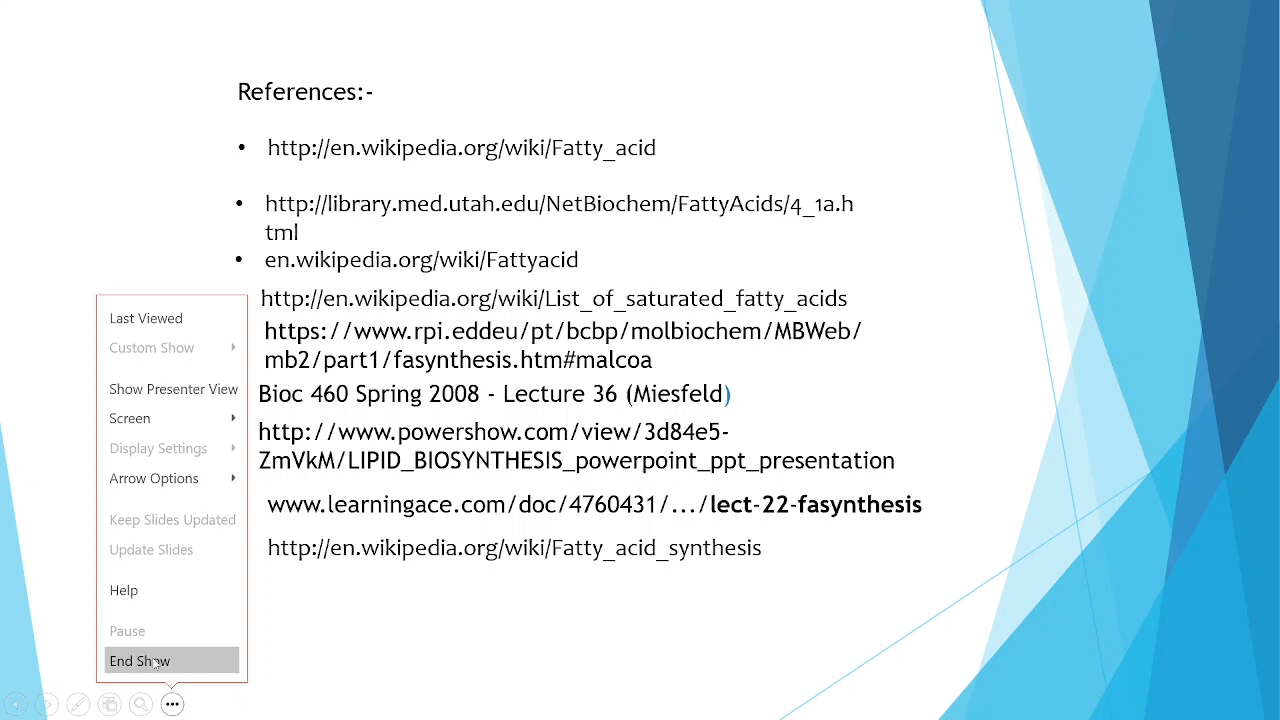 References:-
• http://en.wikipedia.org/wiki/Fatty_acid
• http://library.med.utah.edu/NetBiochem/FattyAcids/4_1a.h
tml
• en.wikipedia.org/wiki/Fattyacid
http://en.wikipedia.org/wiki/List_of_saturated_fatty_acids
https://www.rpi.eddeu/pt/bcbp/molbiochem/MBWeb/
mb2/part1/fasynthesis.htm#malcoa
Bioc 460 Spring 2008 - Lecture 36 (Miesfeld)
http://www.powershow.com/view/3d84e5-
ZmVkM/LIPID_BIOSYNTHESIS_powerpoint_ppt_presentation
www.learningace.com/doc/4760431/.../lect-22-fasynthesis
http://en.wikipedia.org/wiki/Fatty_acid_synthesis
Last Viewed
Custom Show
Show Presenter View
Screen
Display Settings
Arrow Options
Keep Slides Updated
Update Slides
Help
Pause
End Show